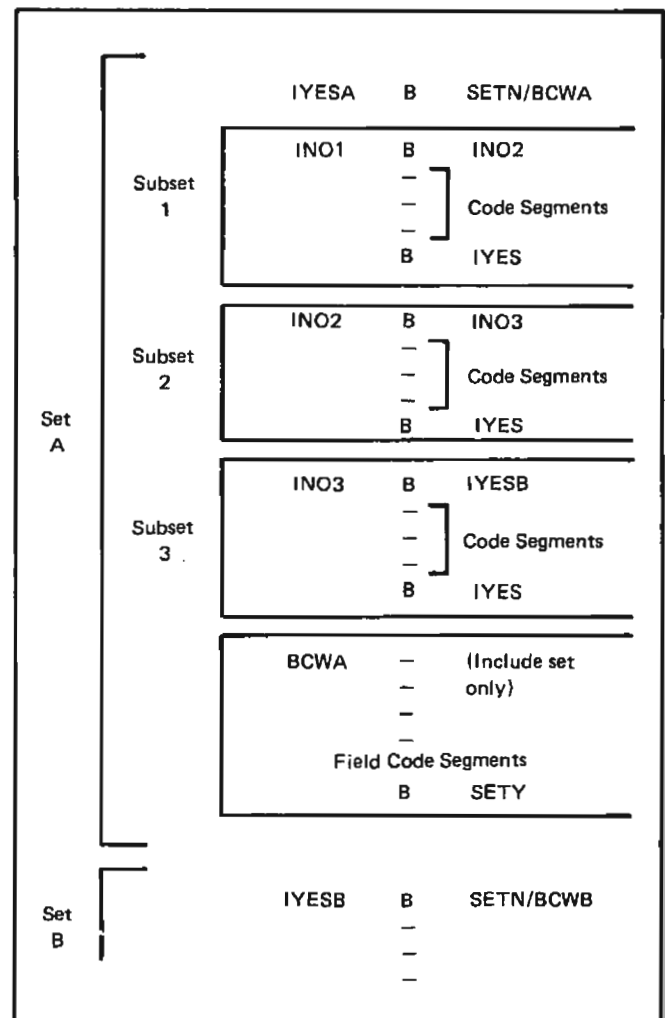 IYESA B SETN/BCWA
INO1 B INO2
Subset
1
–
–
–
Code Segments
B IYES
INO2 B INO3
Subset
2
–
–
–
Code Segments
B IYES
Set
A
INO3 B IYESB
Subset
3
–
–
–
Code Segments
B IYES
BCWA – (Include set
– only)
–
–
Field Code Segments
B SETY
IYESB B SETN/BCWB
Set
B
–
–
–